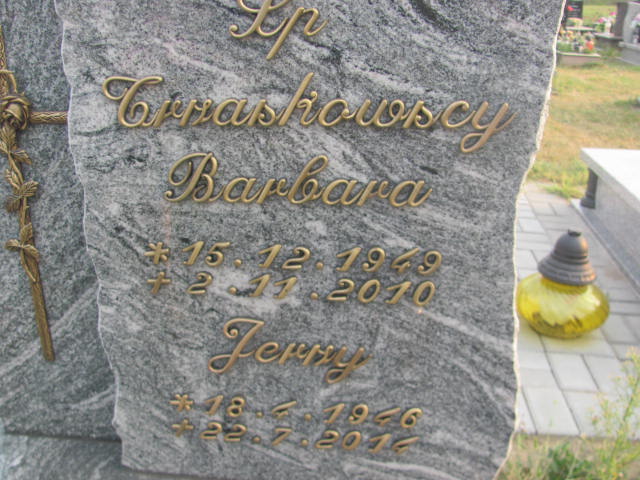 Śp
Trzaskowscy
Barbara
* 15.12.1949
+ 2.11.2010
Jerzy
* 18.4.1946
+ 22.7.2014